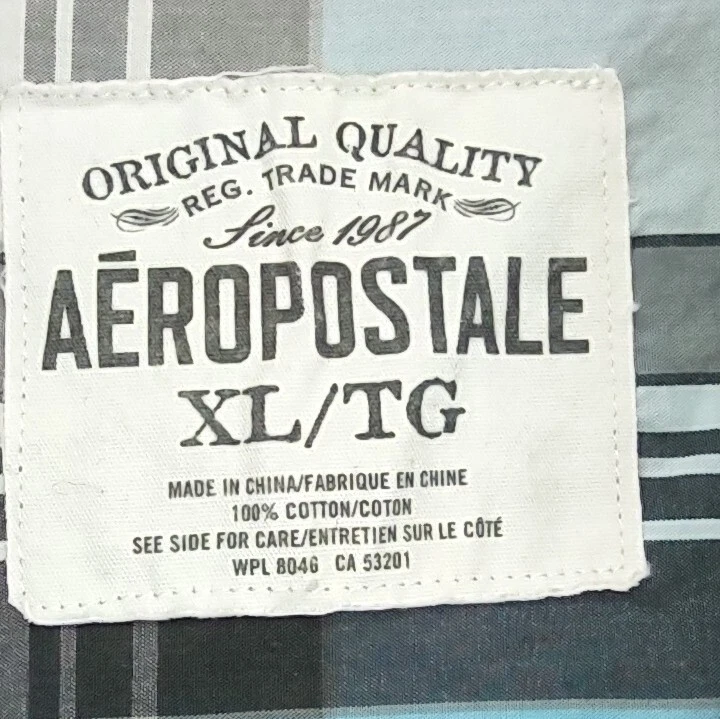 ORIGINAL QUALITY
REG. TRADE MARK
Since 1987
AĒROPOSTALE
XL/TG
MADE IN CHINA/FABRIQUE EN CHINE
100% COTTON/COTON
SEE SIDE FOR CARE/ENTRETIEN SUR LE CÔTÉ
WPL 8046 CA 53201